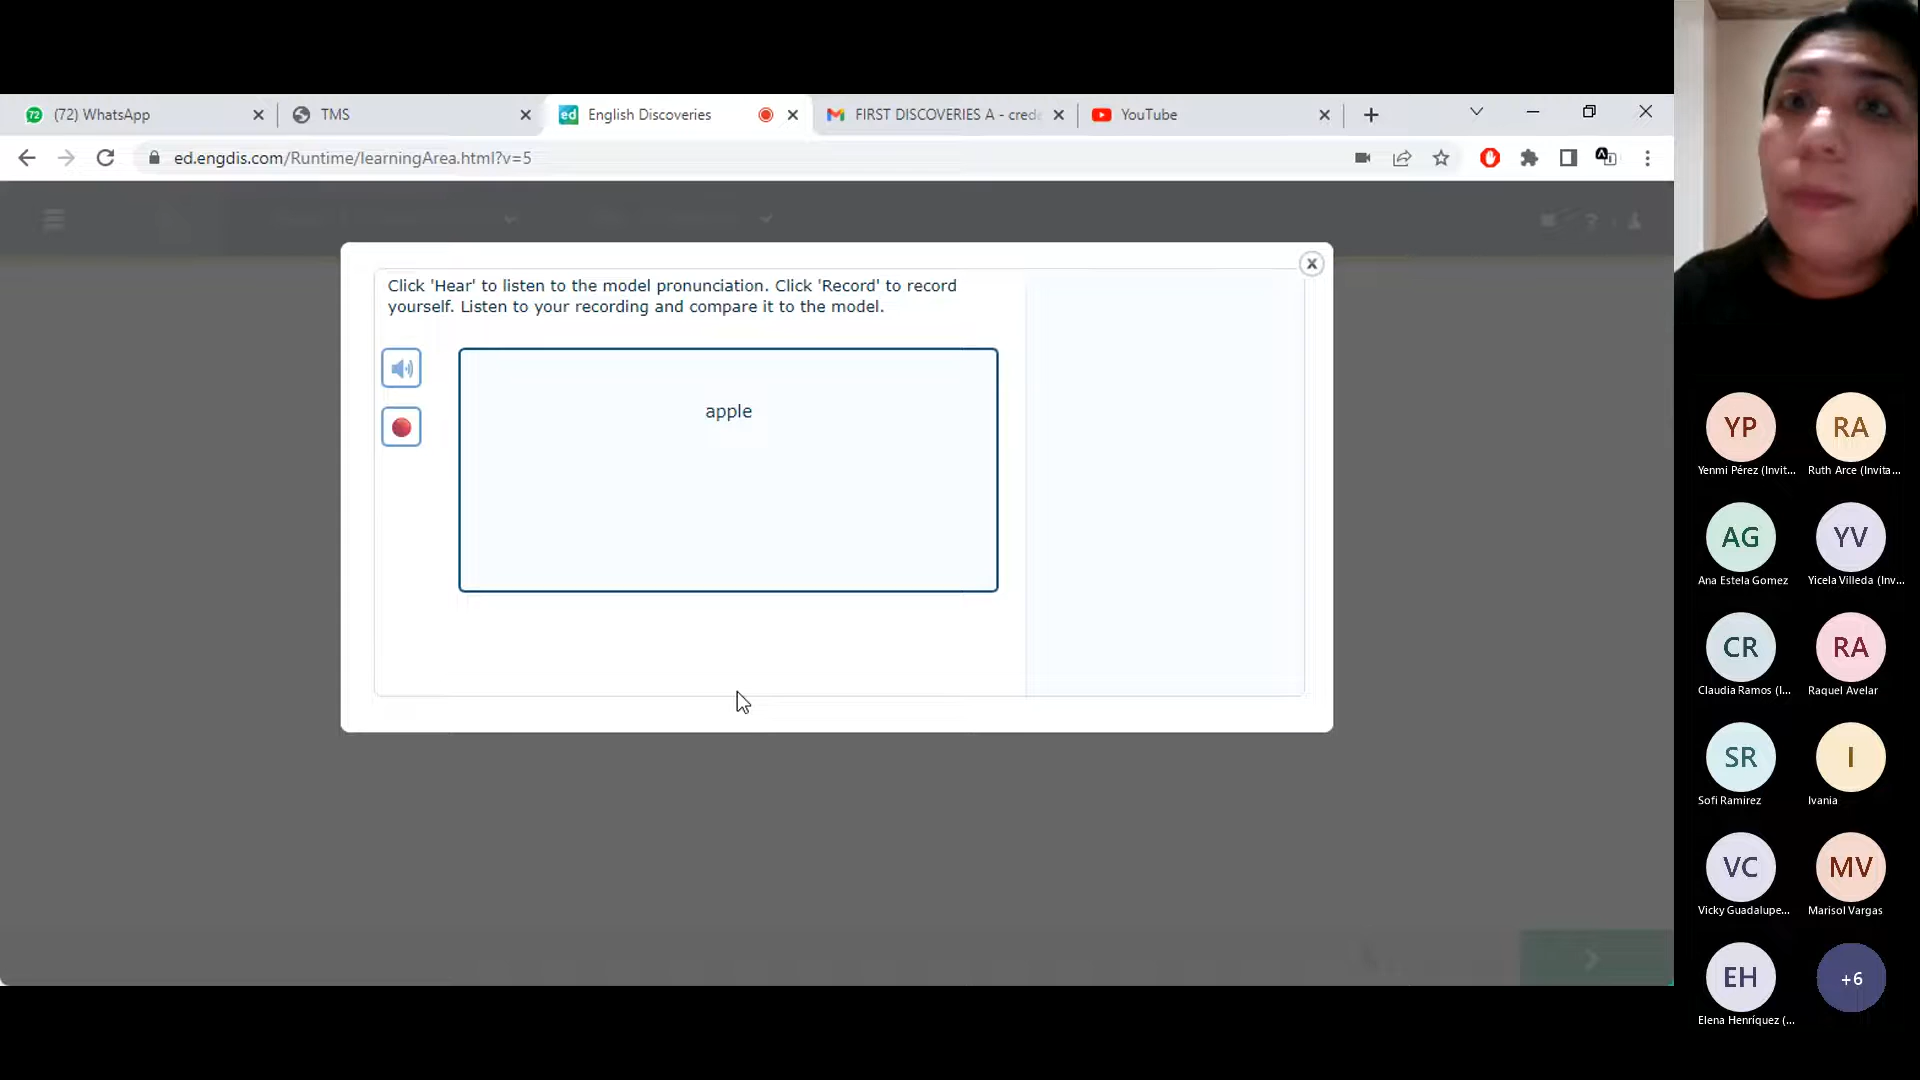 (72) WhatsApp
TMS
ed English Discoveries
FIRST DISCOVERIES A - crede
YouTube
ed.engdis.com/Runtime/learningArea.html?v=5
Click 'Hear' to listen to the model pronunciation. Click 'Record' to record
yourself. Listen to your recording and compare it to the model.
apple
YP
RA
Yenmi Pérez (Invit...
Ruth Arce (Invita...
AG
YV
Ana Estela Gomez
Yicela Villeda (Inv...
CR
RA
Claudia Ramos (I...
Raquel Avelar
SR
I
Sofi Ramirez
Ivania
VC
MV
Vicky Guadalupe...
Marisol Vargas
EH
+6
Elena Henríquez (...